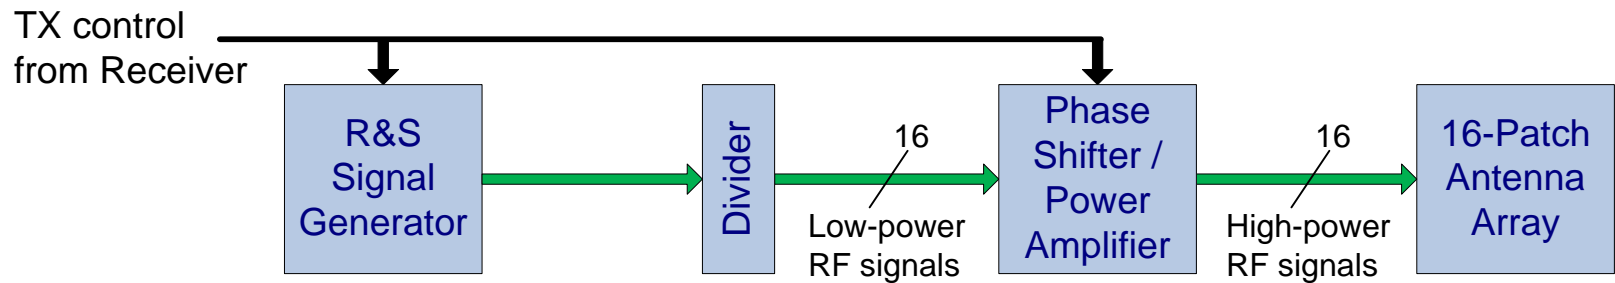 TX control
from Receiver
R&S
Signal
Generator
Divider
16
Low-power
RF signals
Phase
Shifter /
Power
Amplifier
16
High-power
RF signals
16-Patch
Antenna
Array